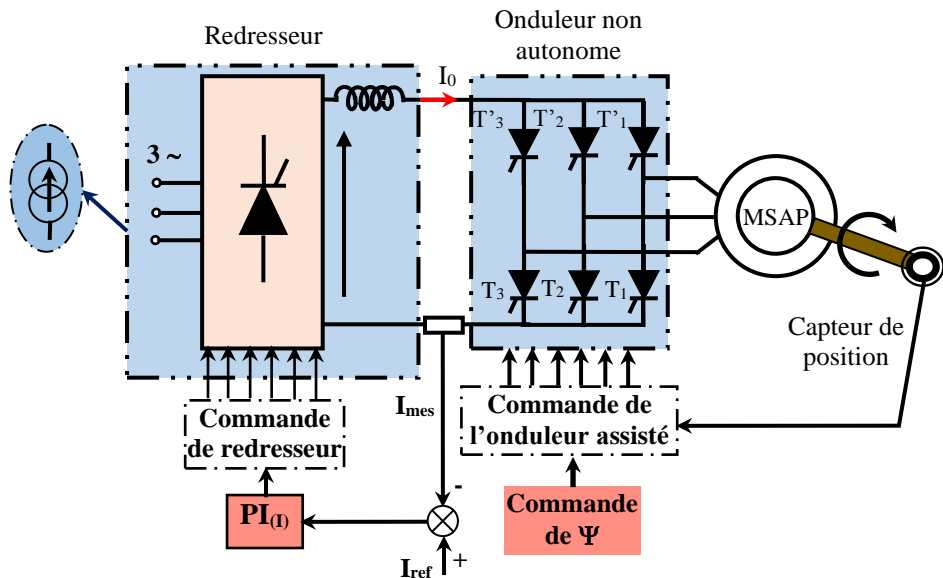 Redresseur
Onduleur non
autonome
I0
T'3
T'2
T'1
3 ~
MSAP
T3
T2
T1
Capteur de
position
Imes
Commande
de redresseur
Commande de
l'onduleur assisté
-
PI(I)
Commande
de Ψ
Iref
+